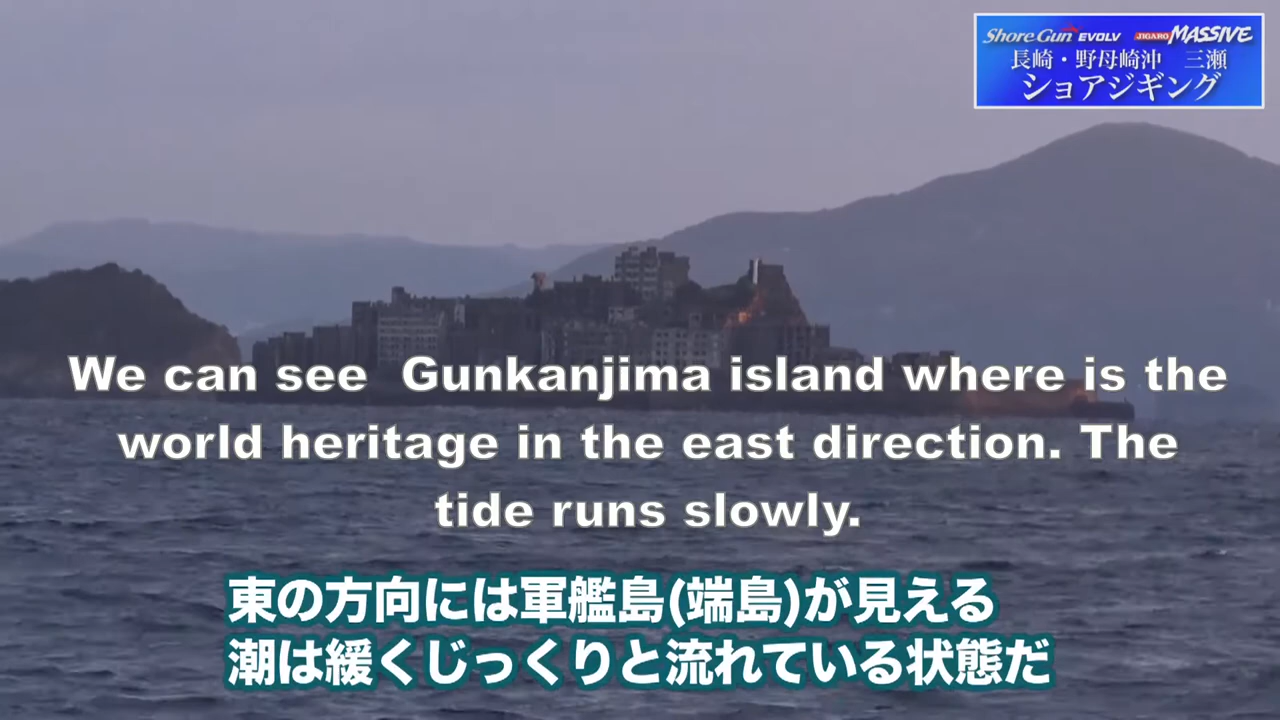 Shore Gun EVOLV JIGARO MASSIVE
長崎・野母崎沖 三瀬
ショアジギング
We can see Gunkanjima island where is the
world heritage in the east direction. The
tide runs slowly.
東の方向には軍艦島(端島)が見える
潮は緩くじっくりと流れている状態だ